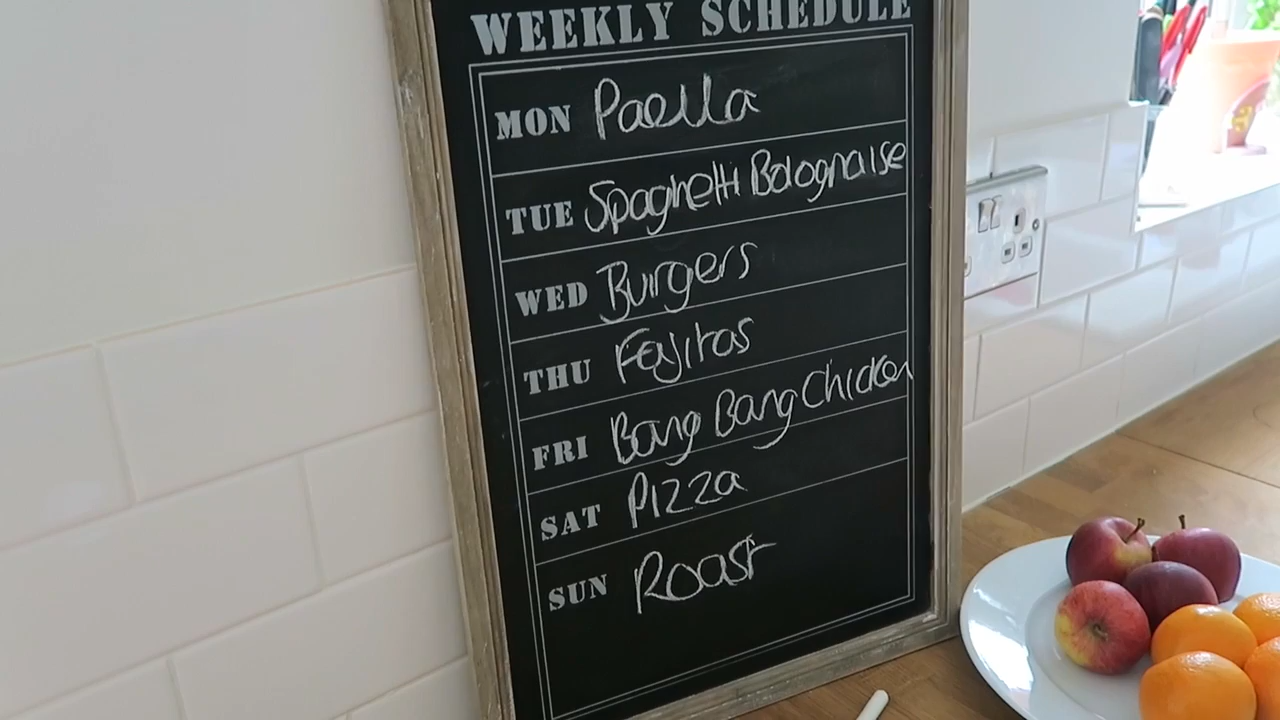 WEEKLY SCHEDULE
MON Paella
TUE Spaghetti Bolognaise
WED Burgers
THU Fajitas
FRI Bang Bang Chicken
SAT Pizza
SUN Roast